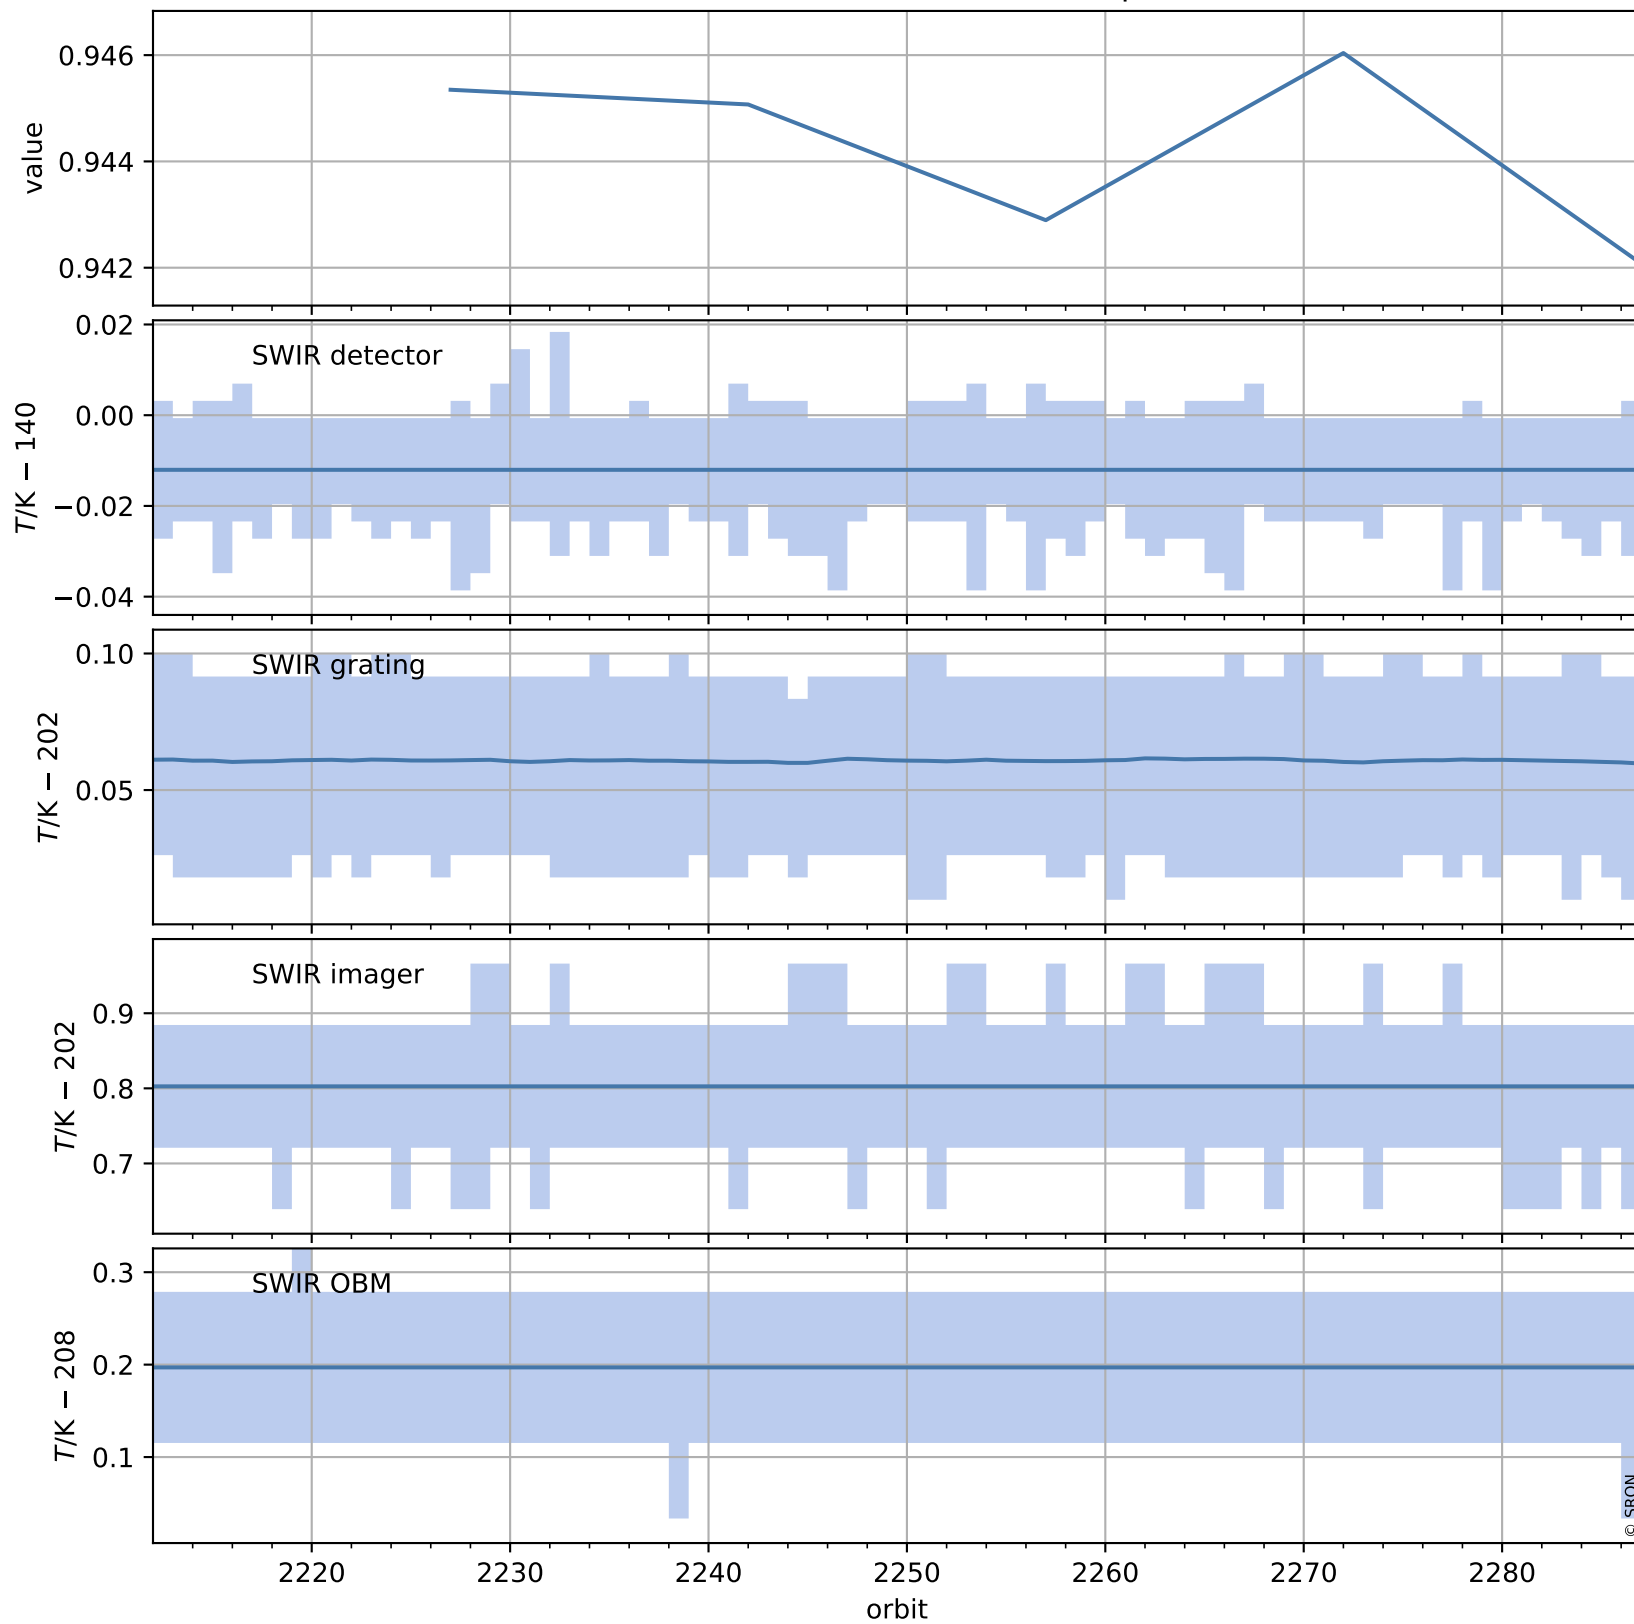 value
0.946
0.944
0.942
T/K − 140
0.02
0.00
−0.02
−0.04
SWIR detector
T/K − 202
0.10
0.05
SWIR grating
T/K − 202
0.9
0.8
0.7
SWIR imager
T/K − 208
0.3
0.2
0.1
SWIR OBM
© SRON
2220 2230 2240 2250 2260 2270 2280
orbit